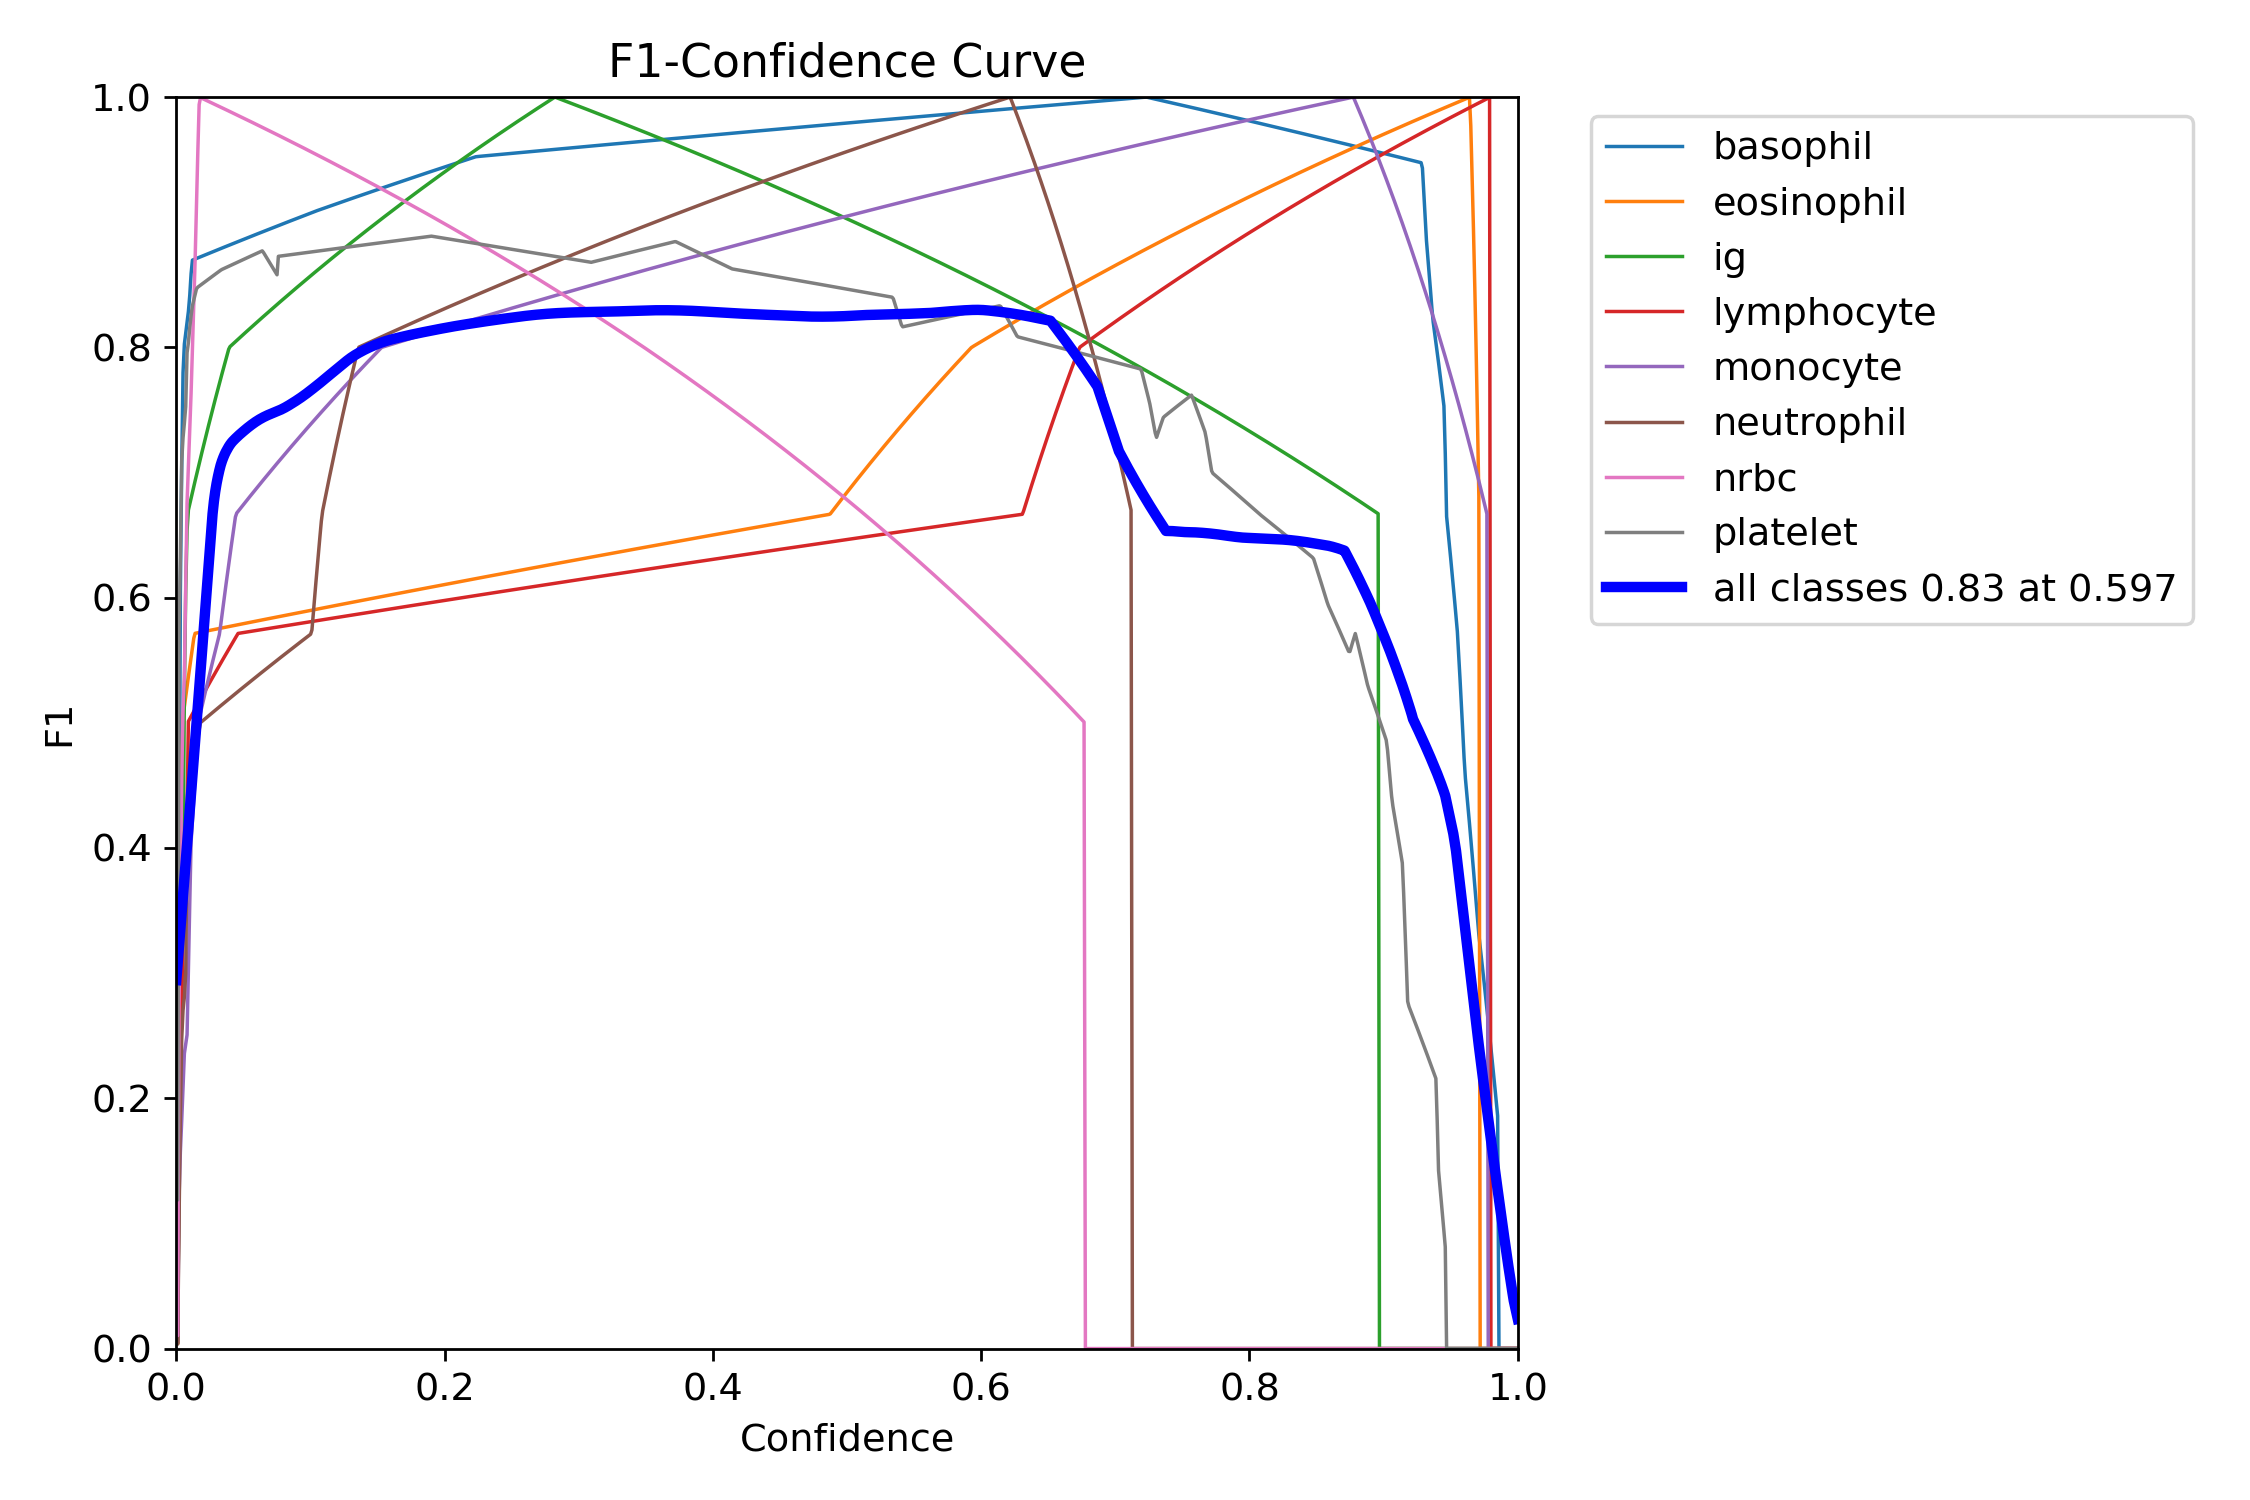 F1-Confidence Curve
1.0
0.8
0.6
0.4
0.2
0.0
F1
0.0 0.2 0.4 0.6 0.8 1.0
Confidence
basophil
eosinophil
ig
lymphocyte
monocyte
neutrophil
nrbc
platelet
all classes 0.83 at 0.597